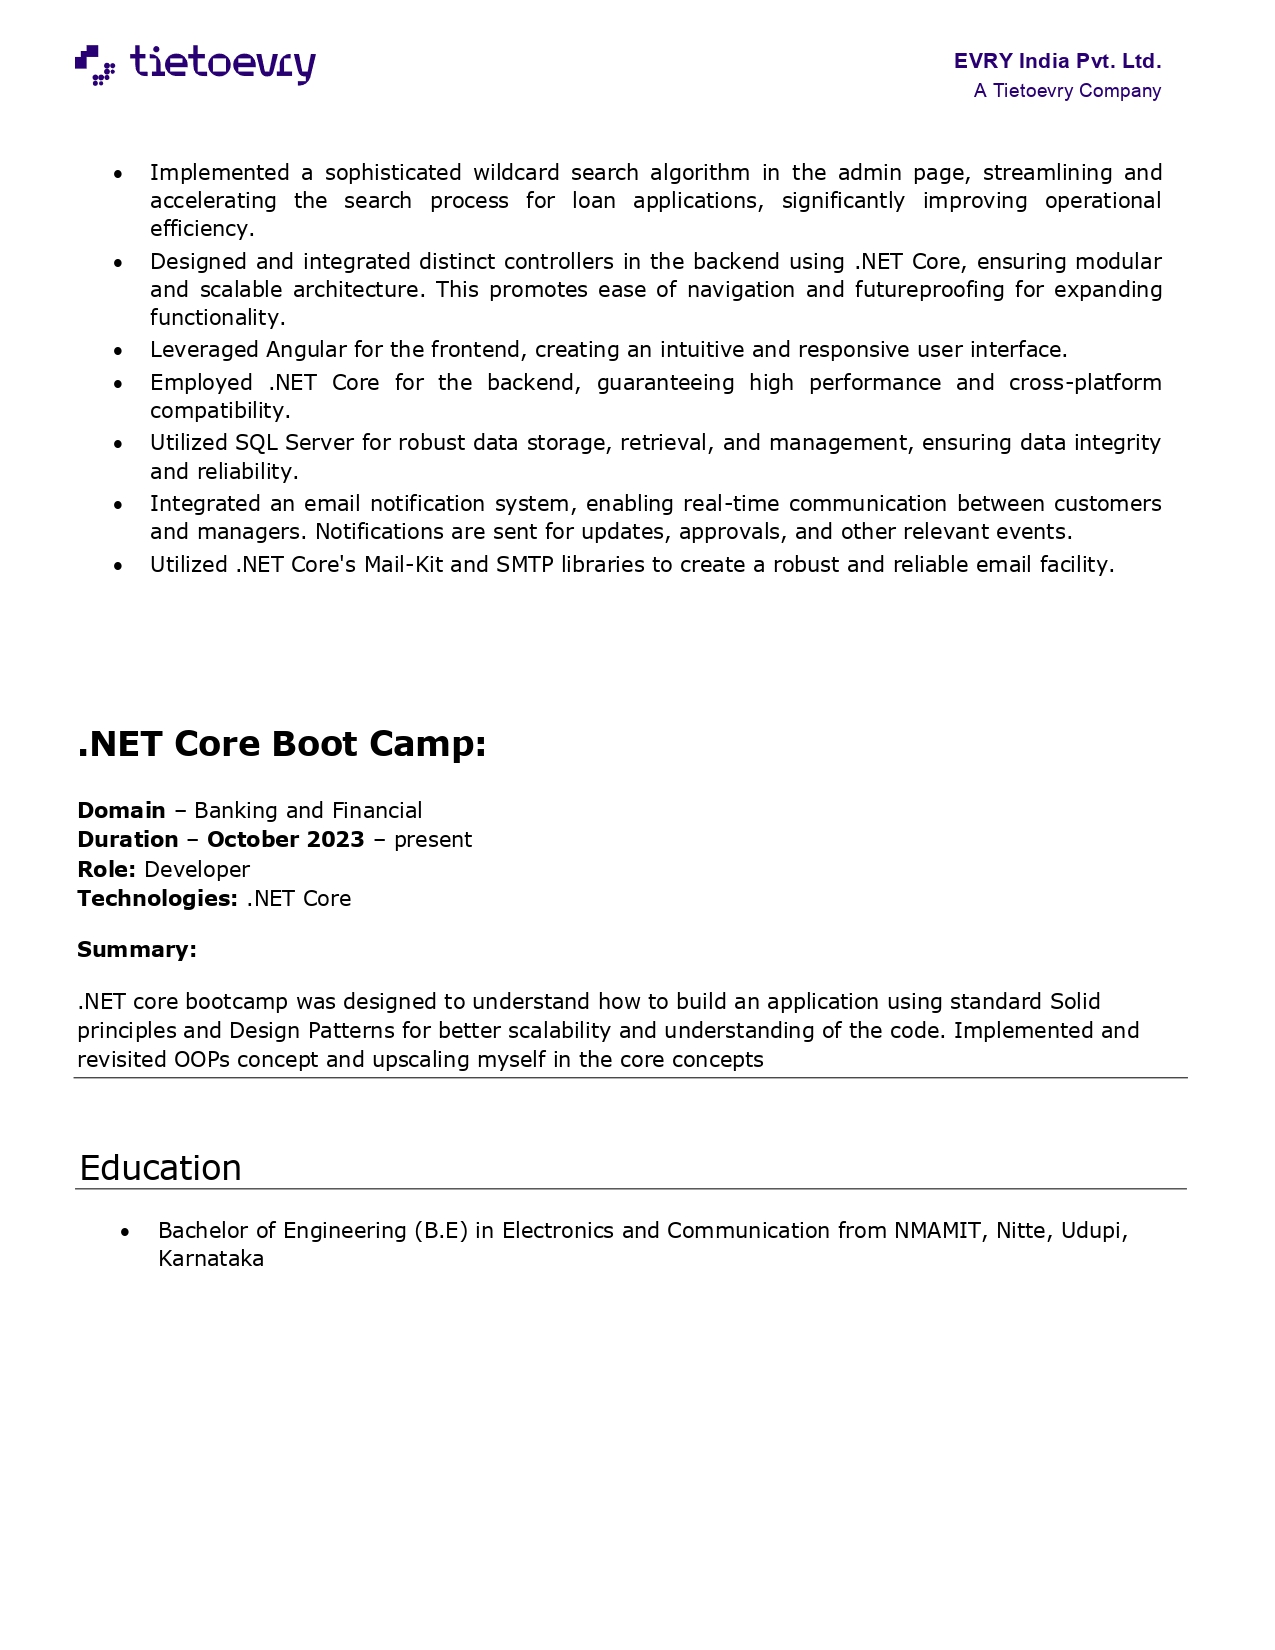 tietoevry
EVRY India Pvt. Ltd.
A Tietoevry Company
• Implemented a sophisticated wildcard search algorithm in the admin page, streamlining and
accelerating the search process for loan applications, significantly improving operational
efficiency.
• Designed and integrated distinct controllers in the backend using .NET Core, ensuring modular
and scalable architecture. This promotes ease of navigation and futureproofing for expanding
functionality.
• Leveraged Angular for the frontend, creating an intuitive and responsive user interface.
• Employed .NET Core for the backend, guaranteeing high performance and cross-platform
compatibility.
• Utilized SQL Server for robust data storage, retrieval, and management, ensuring data integrity
and reliability.
• Integrated an email notification system, enabling real-time communication between customers
and managers. Notifications are sent for updates, approvals, and other relevant events.
• Utilized .NET Core's Mail-Kit and SMTP libraries to create a robust and reliable email facility.
.NET Core Boot Camp:
Domain – Banking and Financial
Duration – October 2023 – present
Role: Developer
Technologies: .NET Core
Summary:
.NET core bootcamp was designed to understand how to build an application using standard Solid
principles and Design Patterns for better scalability and understanding of the code. Implemented and
revisited OOPs concept and upscaling myself in the core concepts
Education
• Bachelor of Engineering (B.E) in Electronics and Communication from NMAMIT, Nitte, Udupi,
Karnataka